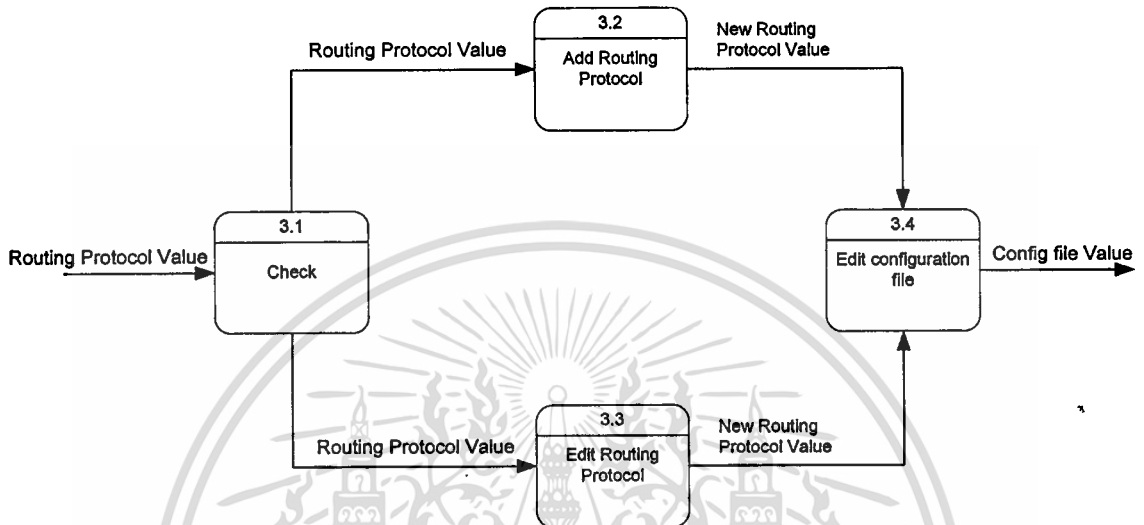 3.2
Add Routing
Protocol
Routing Protocol Value
New Routing
Protocol Value
3.1
Check
Routing Protocol Value
3.4
Edit configuration
file
Config file Value
3.3
Edit Routing
Protocol
Routing Protocol Value
New Routing
Protocol Value